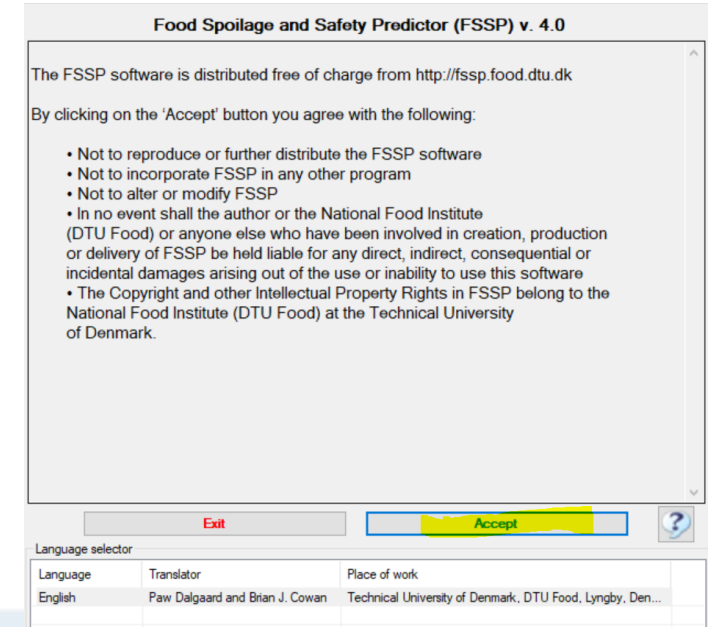 Food Spoilage and Safety Predictor (FSSP) v. 4.0
The FSSP software is distributed free of charge from http://fssp.food.dtu.dk
By clicking on the 'Accept' button you agree with the following:
• Not to reproduce or further distribute the FSSP software
• Not to incorporate FSSP in any other program
• Not to alter or modify FSSP
• In no event shall the author or the National Food Institute
(DTU Food) or anyone else who have been involved in creation, production
or delivery of FSSP be held liable for any direct, indirect, consequential or
incidental damages arising out of the use or inability to use this software
• The Copyright and other Intellectual Property Rights in FSSP belong to the
National Food Institute (DTU Food) at the Technical University
of Denmark.
Exit Accept ?
Language selector
Language Translator Place of work
English Paw Dalgaard and Brian J. Cowan Technical University of Denmark, DTU Food, Lyngby, Den...